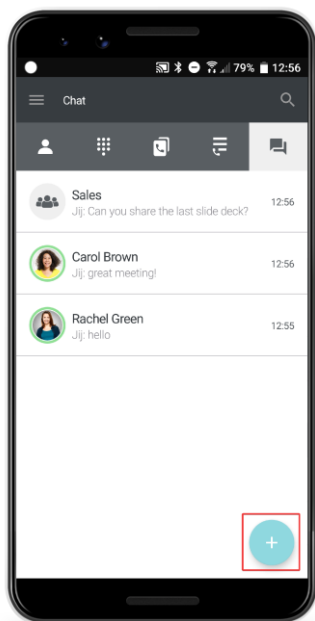 79% 12:56
Chat
Sales
Jij: Can you share the last slide deck?
12:56
Carol Brown
Jij: great meeting!
12:56
Rachel Green
Jij: hello
12:55
+